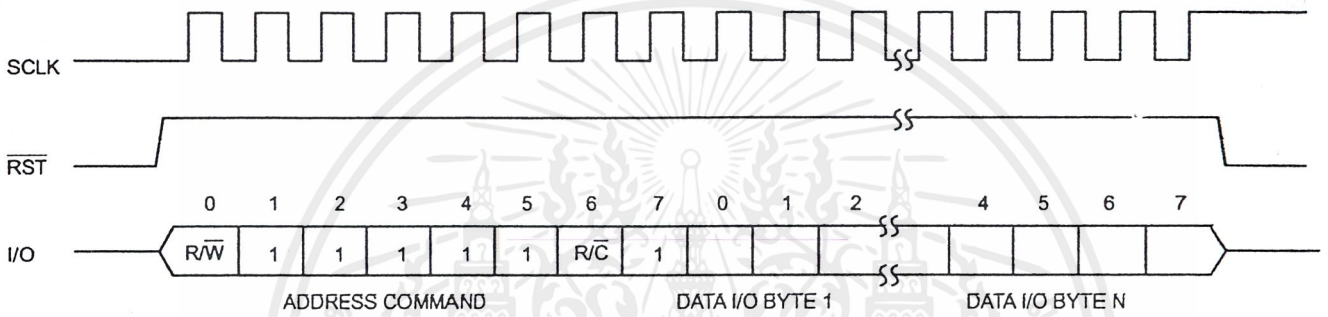 SCLK
R̅S̅T̅
0 1 2 3 4 5 6 7 0 1 2 4 5 6 7
I/O R/W̅ 1 1 1 1 1 R/C̅ 1
ADDRESS COMMAND DATA I/O BYTE 1 DATA I/O BYTE N